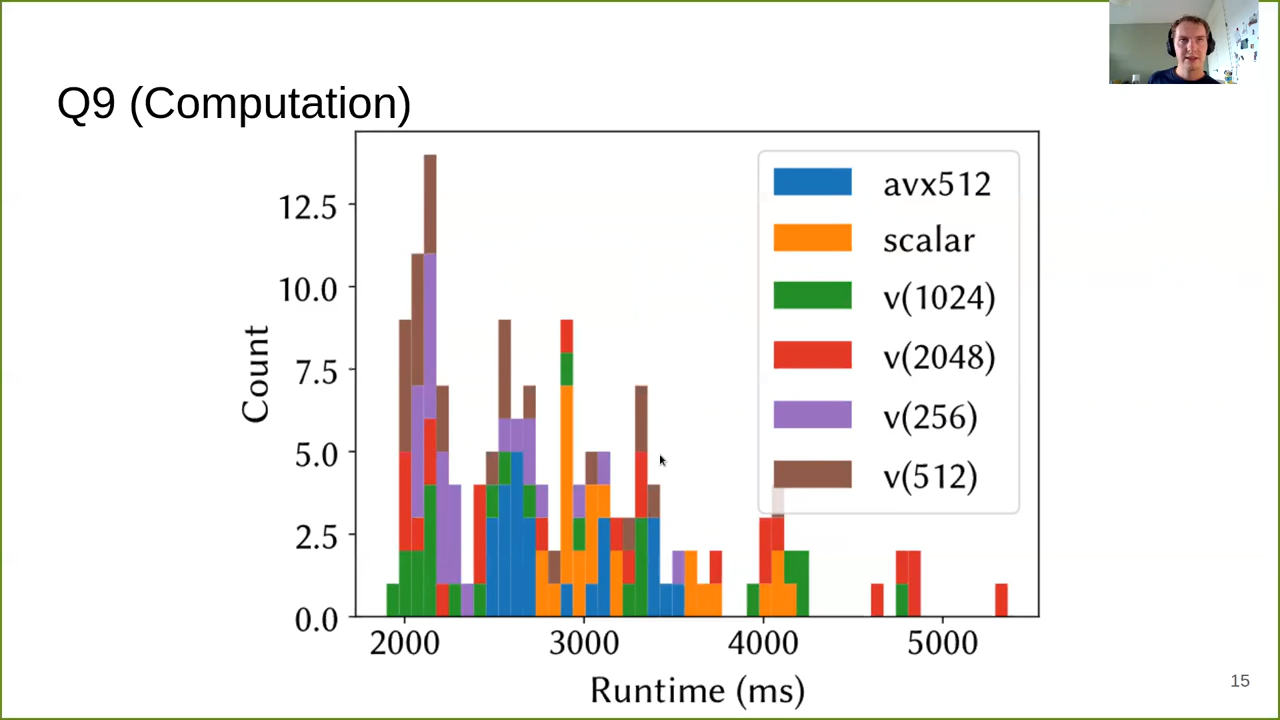 Q9 (Computation)
avx512
scalar
v(1024)
v(2048)
v(256)
v(512)
12.5
10.0
7.5
5.0
2.5
0.0
Count
2000
3000
4000
5000
Runtime (ms)
15